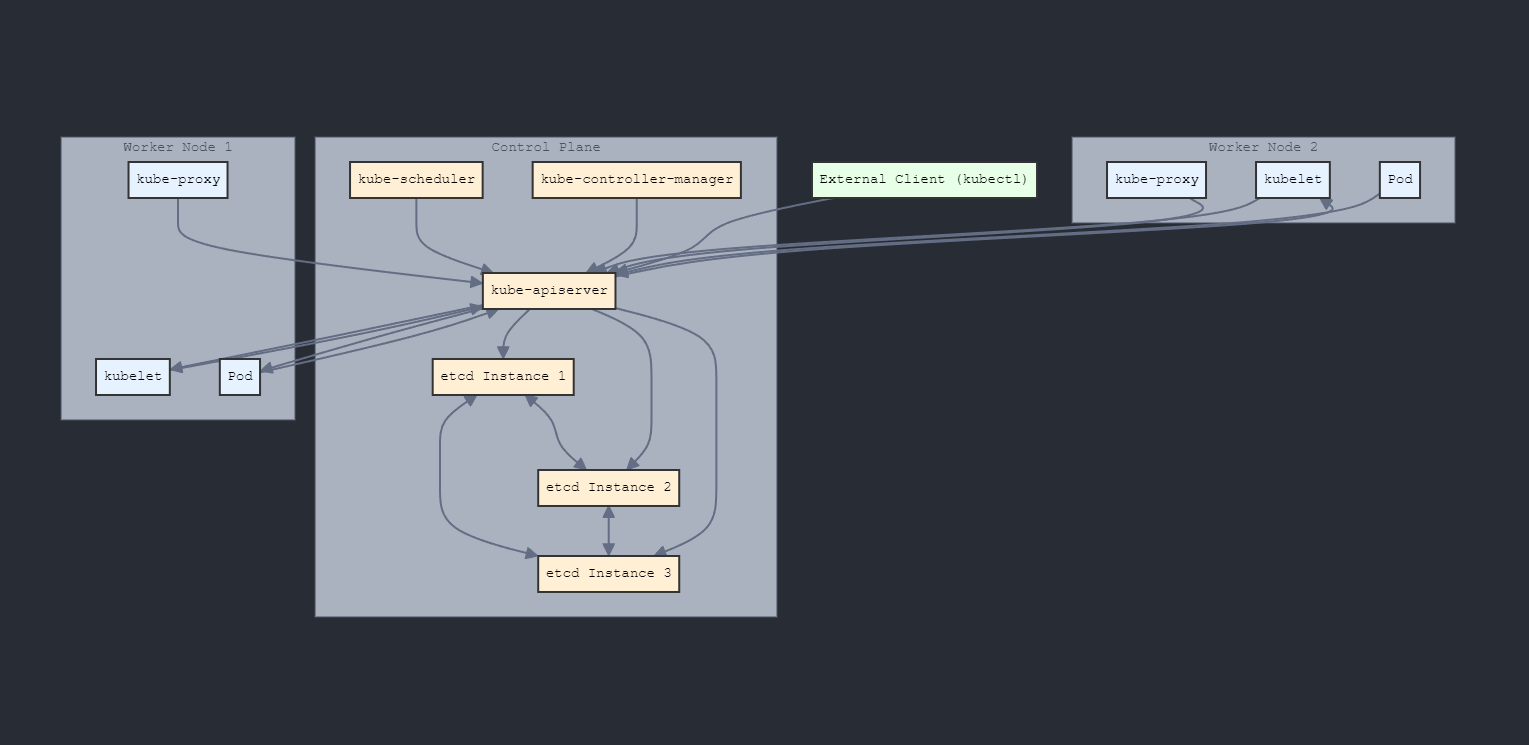 Worker Node 1
kube-proxy
kubelet
Pod
Control Plane
kube-scheduler
kube-controller-manager
kube-apiserver
etcd Instance 1
etcd Instance 2
etcd Instance 3
External Client (kubectl)
Worker Node 2
kube-proxy
kubelet
Pod